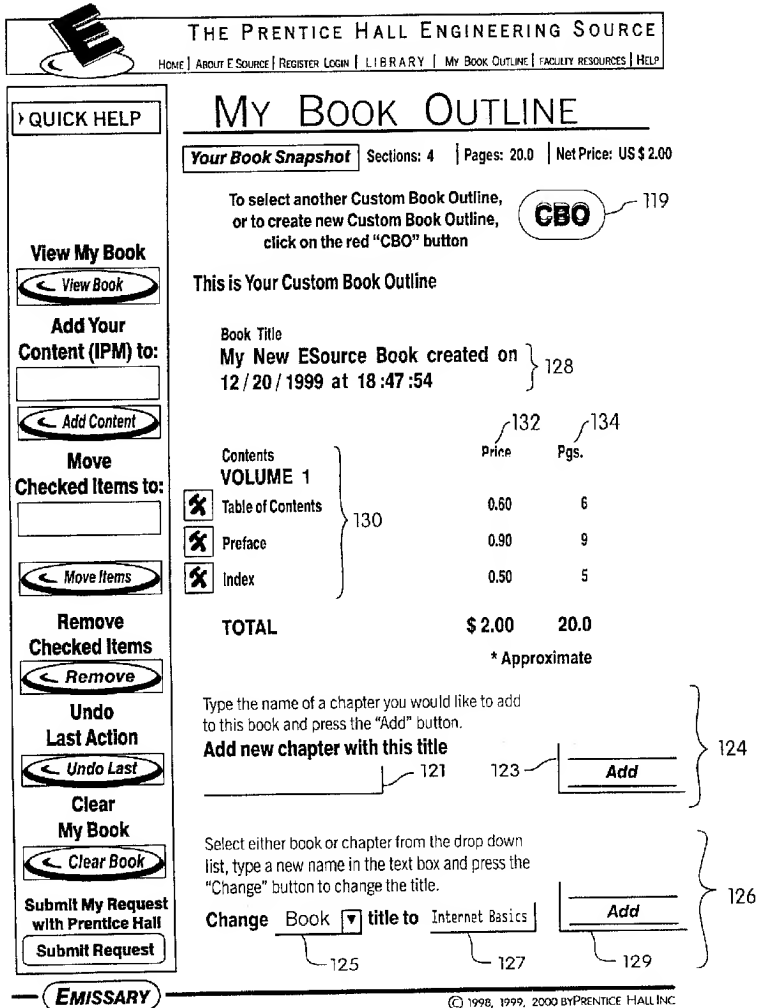 E
THE PRENTICE HALL ENGINEERING SOURCE
HOME | ABOUT E SOURCE | REGISTER LOGIN | LIBRARY | MY BOOK OUTLINE | FACULTY RESOURCES | HELP
› QUICK HELP
View My Book
View Book
Add Your
Content (IPM) to:
Add Content
Move
Checked Items to:
Move Items
Remove
Checked Items
Remove
Undo
Last Action
Undo Last
Clear
My Book
Clear Book
Submit My Request
with Prentice Hall
Submit Request
MY BOOK OUTLINE
Your Book Snapshot | Sections: 4 | Pages: 20.0 | Net Price: US $ 2.00
To select another Custom Book Outline,
or to create new Custom Book Outline,
click on the red "CBO" button
CBO
119
This is Your Custom Book Outline
Book Title
My New ESource Book created on
12/20/1999 at 18:47:54
128
132 134
Contents Price Pgs.
VOLUME 1
Table of Contents 0.60 6
130
Preface 0.90 9
Index 0.50 5
TOTAL $ 2.00 20.0
* Approximate
Type the name of a chapter you would like to add
to this book and press the "Add" button.
Add new chapter with this title
121 123 Add 124
Select either book or chapter from the drop down
list, type a new name in the text box and press the
"Change" button to change the title.
Change Book title to Internet Basics Add
126
125 127 129
EMISSARY
© 1998, 1999, 2000 BY PRENTICE HALL INC